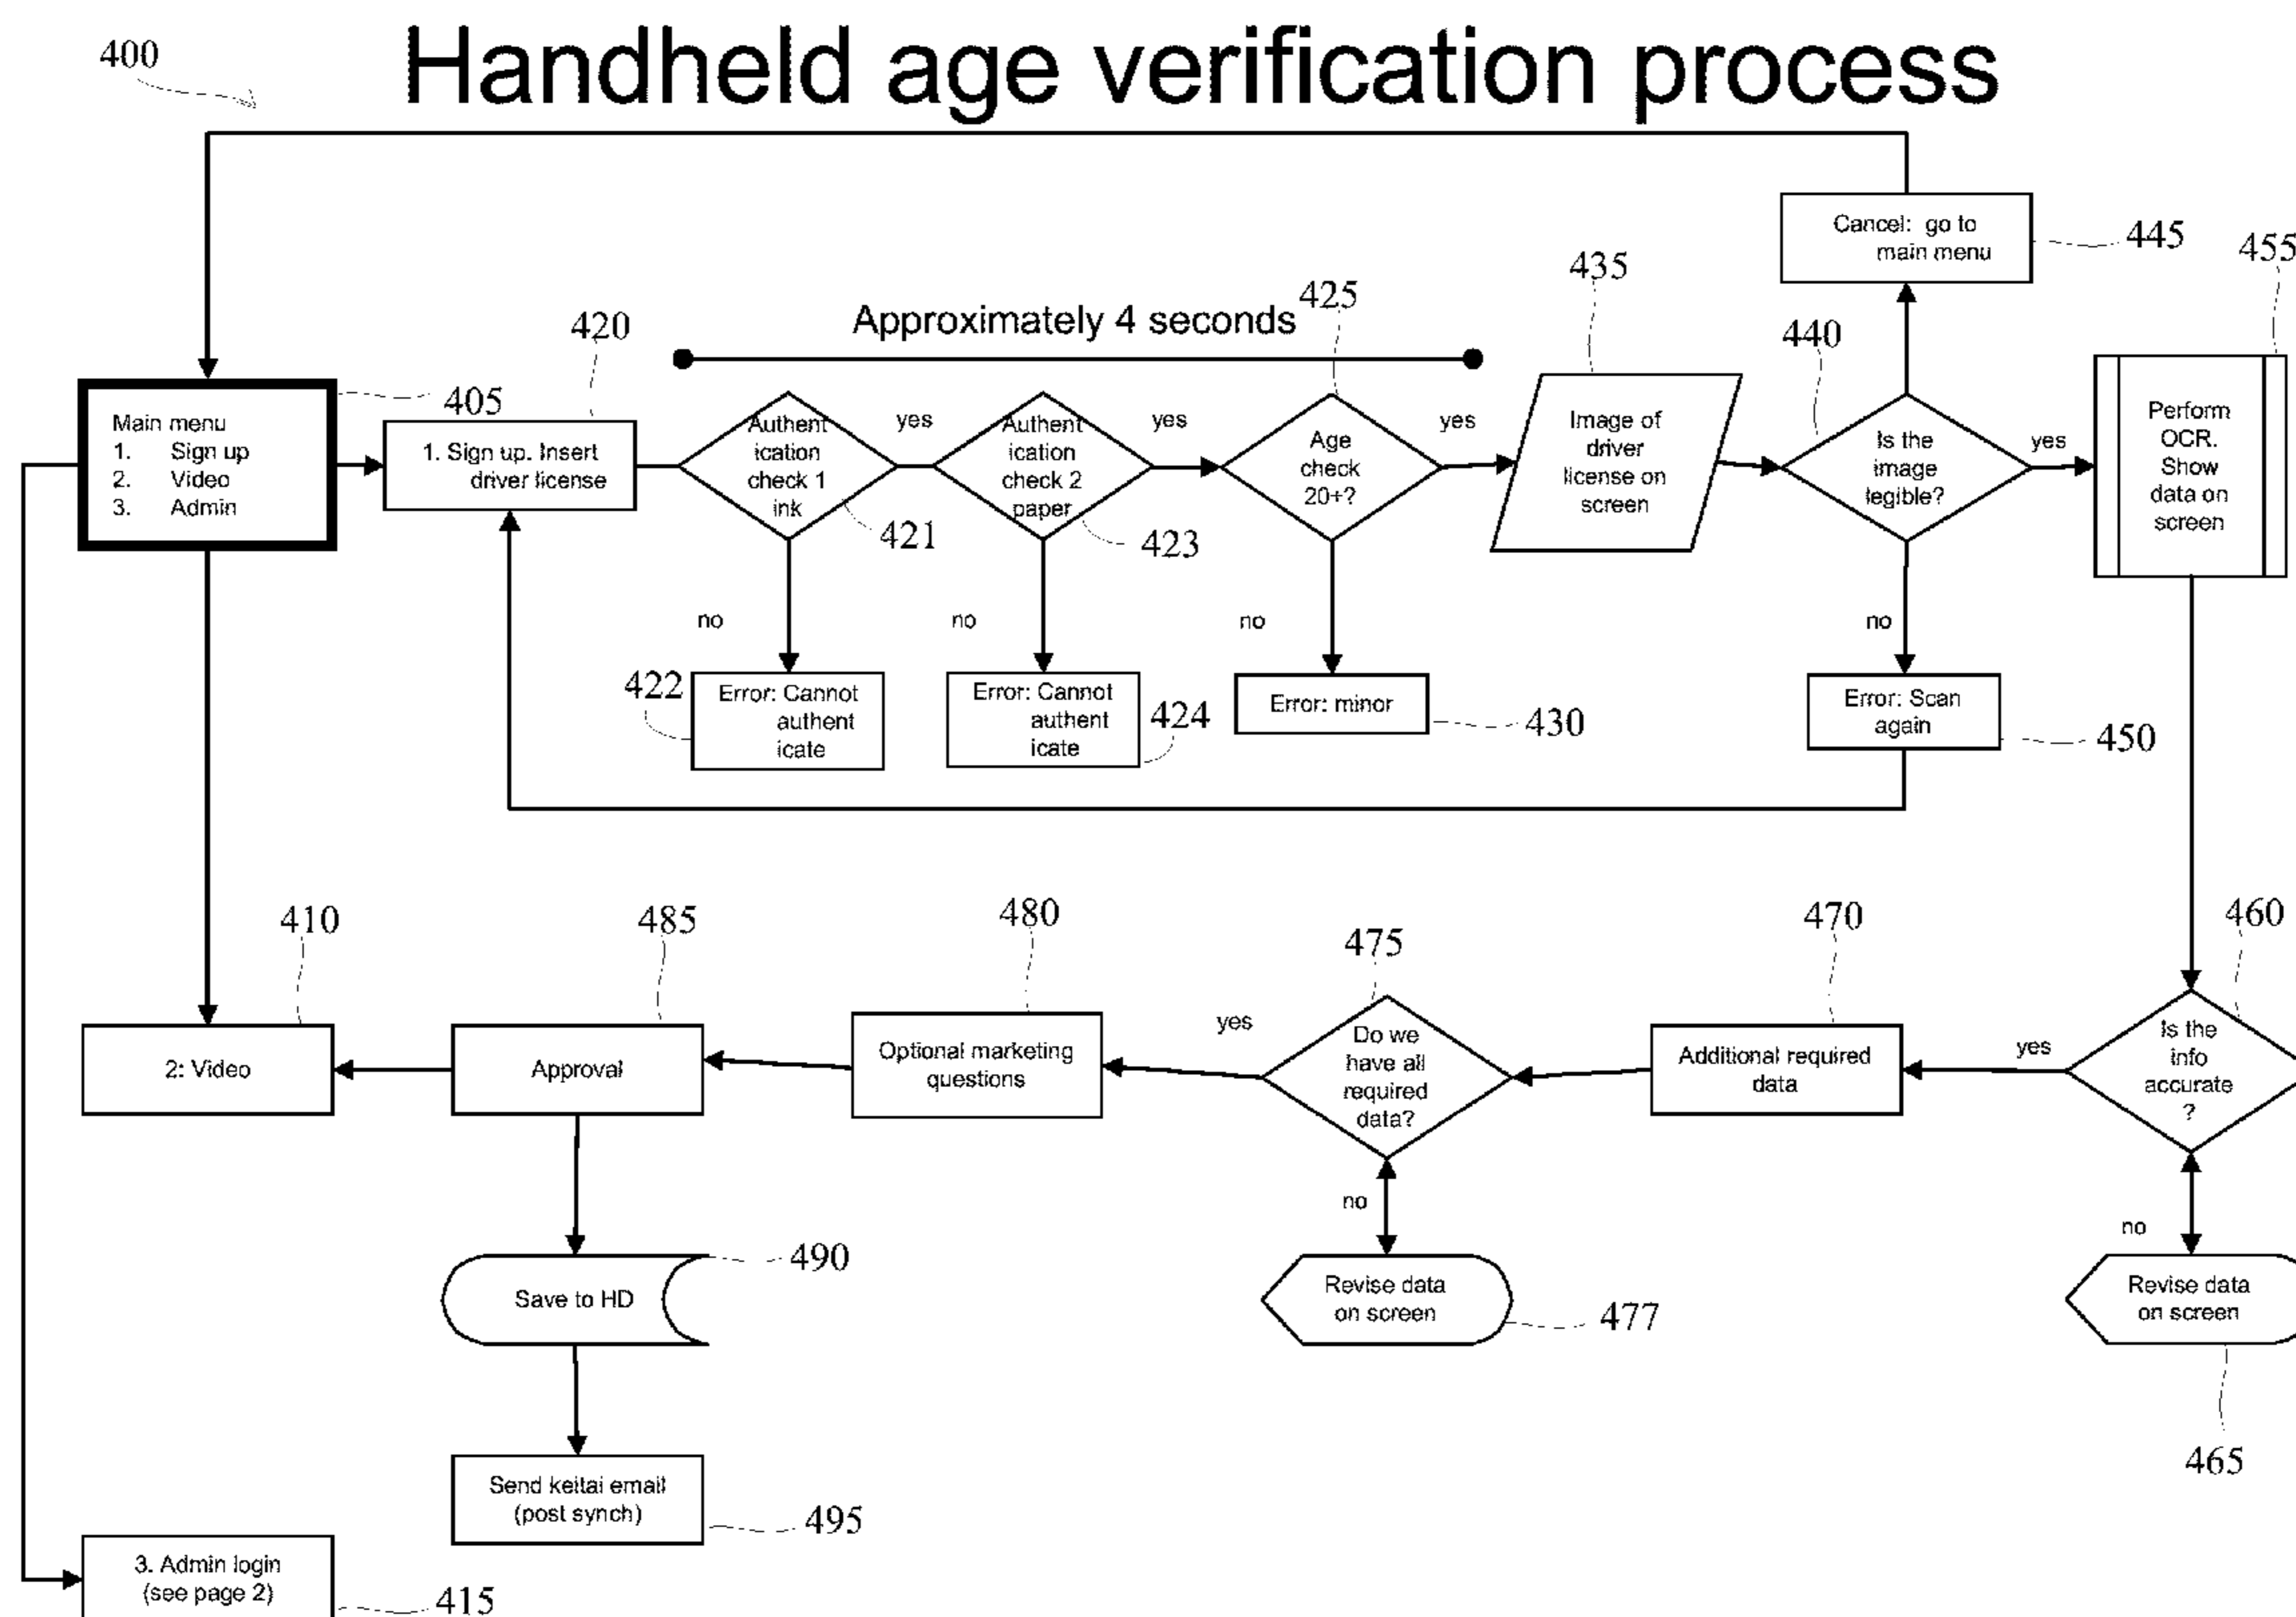 400
Handheld age verification process
Cancel: go to
main menu
445
455
435
425
Approximately 4 seconds
420
440
405
Main menu
1. Sign up
2. Video
3. Admin
1. Sign up. Insert
driver license
Authent
ication
check 1
ink
421
yes
Authent
ication
check 2
paper
423
yes
Age
check
20+?
yes
Image of
driver
license on
screen
Is the
image
legible?
yes
Perform
OCR.
Show
data on
screen
no
no
no
no
422
Error: Cannot
authent
icate
Error: Cannot
authent
icate
424
Error: minor
430
Error: Scan
again
450
410
485
480
475
470
460
2: Video
Approval
Optional marketing
questions
yes
Do we
have all
required
data?
Additional required
data
yes
Is the
info
accurate
?
no
no
490
Save to HD
Revise data
on screen
477
Revise data
on screen
465
Send keitai email
(post synch)
495
3. Admin login
(see page 2)
415